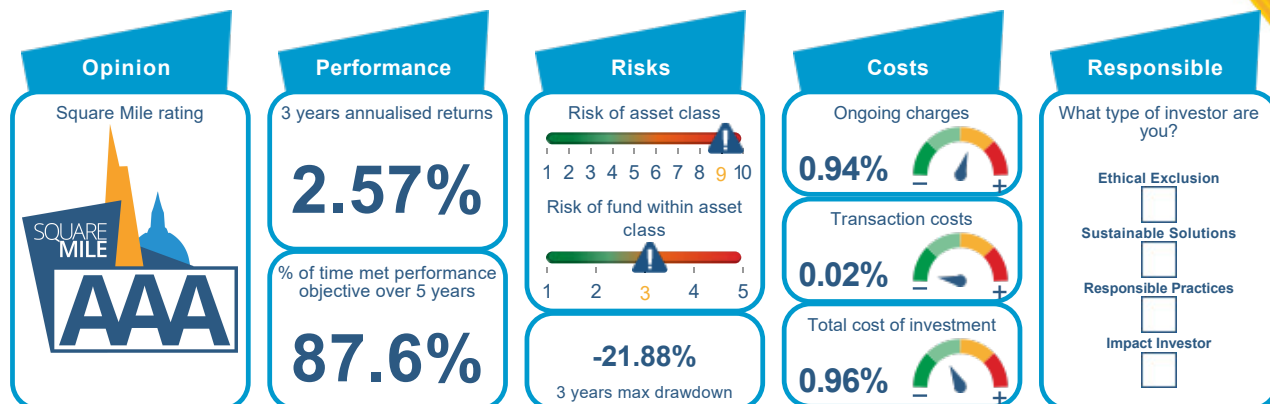 Opinion
Square Mile rating
SQUARE
MILE
AAA
Performance
3 years annualised returns
2.57%
% of time met performance
objective over 5 years
87.6%
Risks
Risk of asset class
1 2 3 4 5 6 7 8 9 10
Risk of fund within asset
class
1 2 3 4 5
-21.88%
3 years max drawdown
Costs
Ongoing charges
0.94%
– +
Transaction costs
0.02%
– +
Total cost of investment
0.96%
– +
Responsible
What type of investor are
you?
Ethical Exclusion
Sustainable Solutions
Responsible Practices
Impact Investor